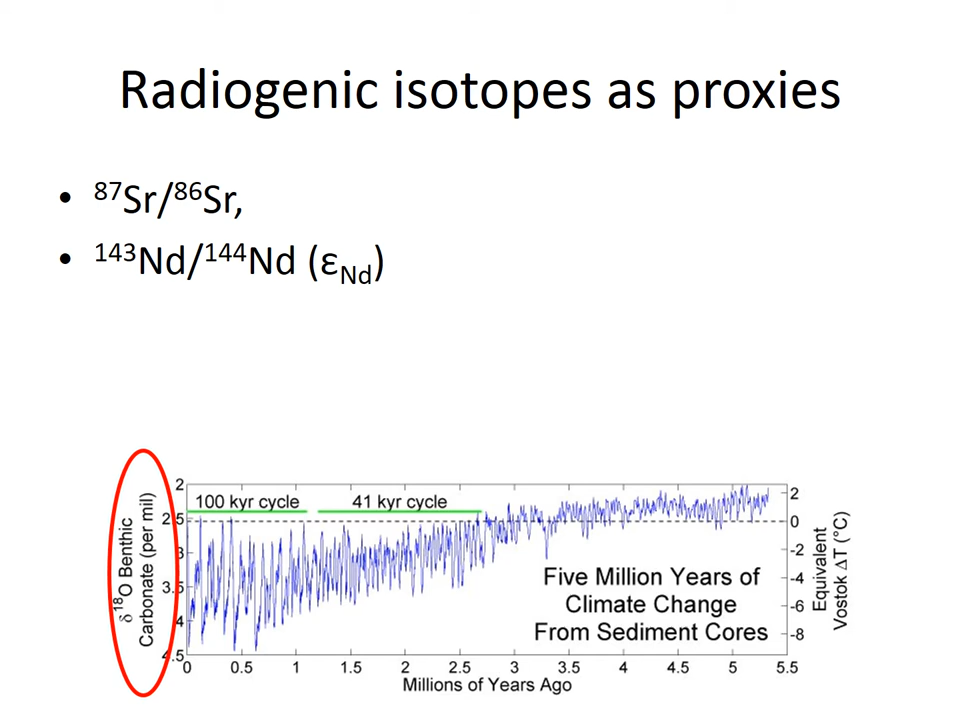 Radiogenic isotopes as proxies
• ⁸⁷Sr/⁸⁶Sr,
• ¹⁴³Nd/¹⁴⁴Nd (εNd)
δ ¹⁸O Benthic
Carbonate (per mil)
2
2.5
3
3.5
4
4.5
100 kyr cycle
41 kyr cycle
Five Million Years of
Climate Change
From Sediment Cores
2
0
-2
-4
-6
-8
Equivalent
Vostok ΔT (°C)
0 0.5 1 1.5 2 2.5 3 3.5 4 4.5 5 5.5
Millions of Years Ago